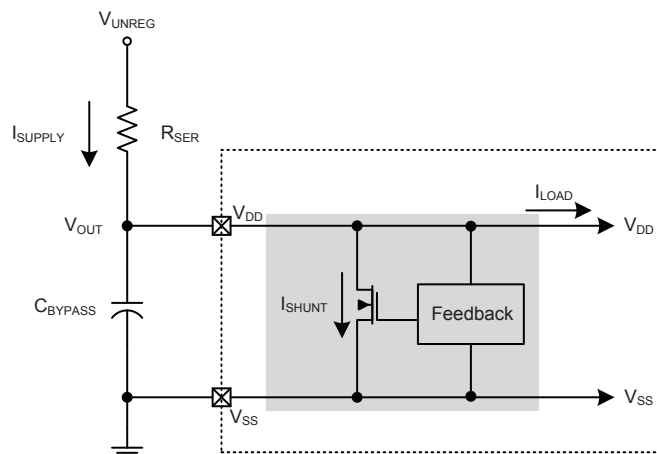 VUNREG
ISUPPLY
RSER
ILOAD
VDD
VDD
VOUT
ISHUNT
Feedback
CBYPASS
VSS
VSS